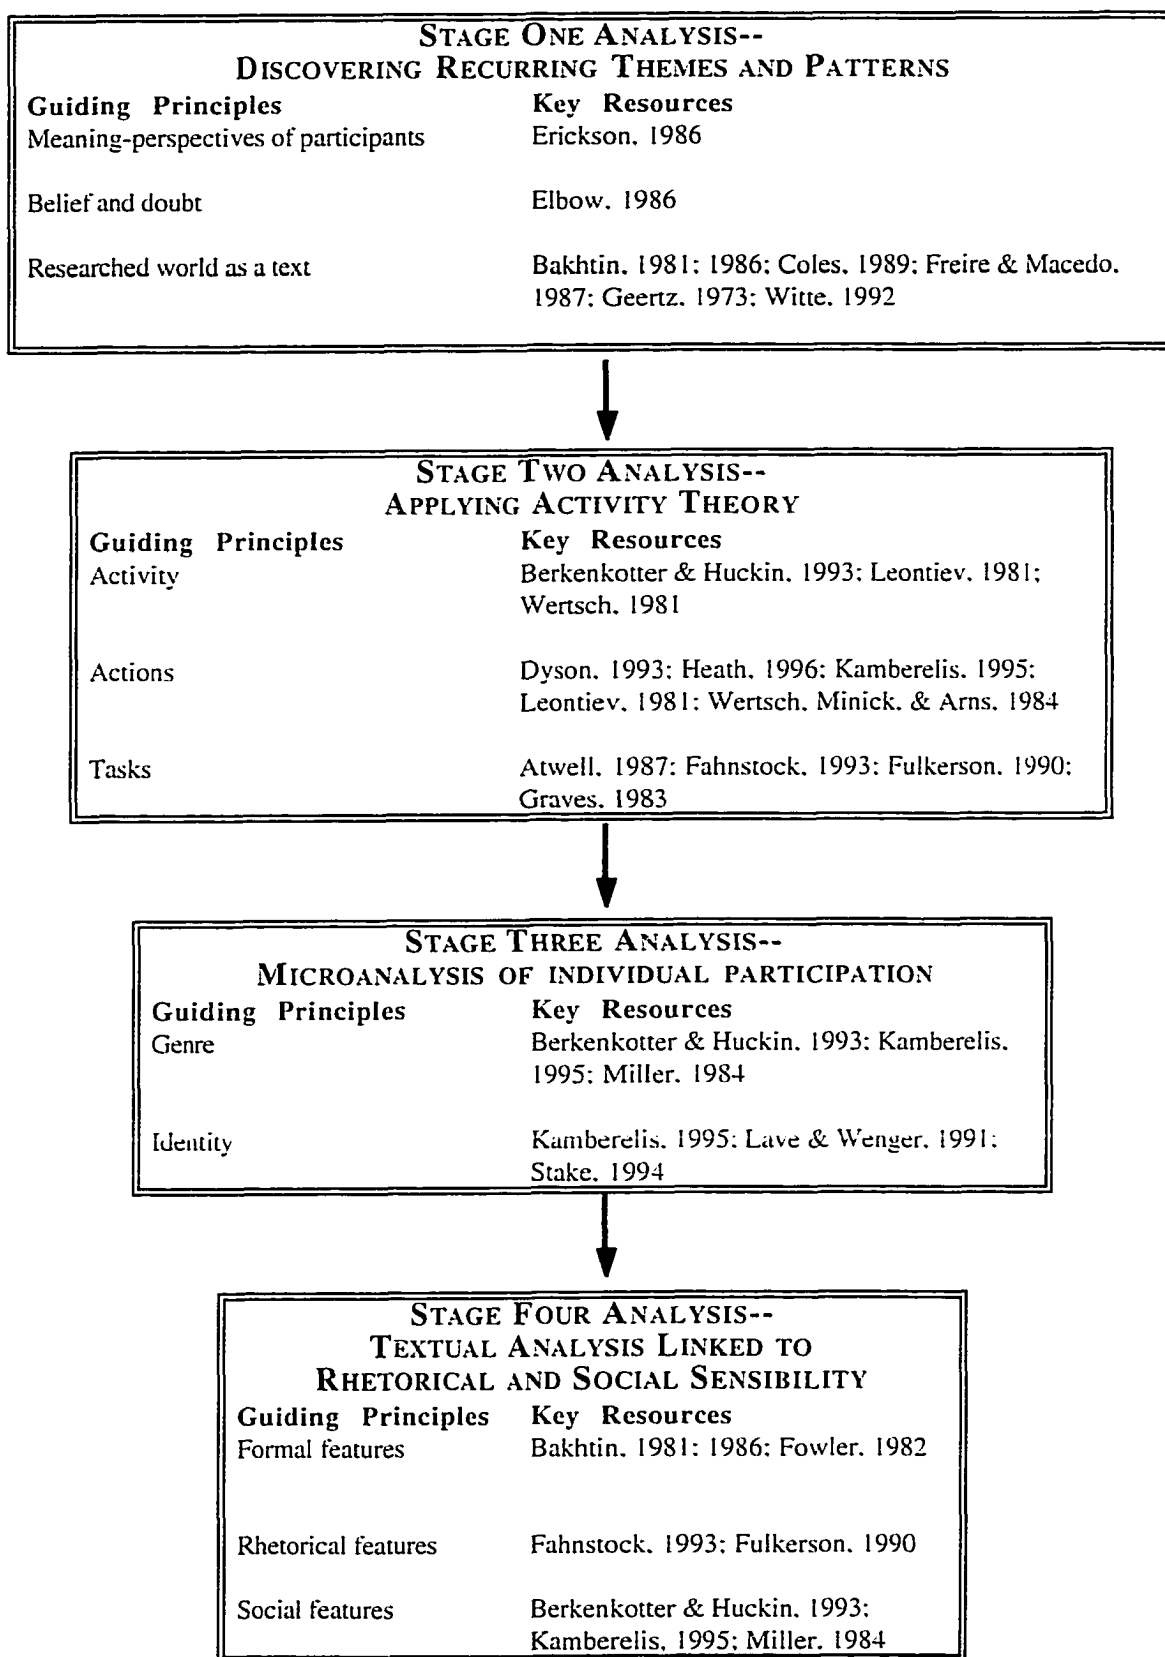 STAGE ONE ANALYSIS--
DISCOVERING RECURRING THEMES AND PATTERNS
Guiding Principles Key Resources
Meaning-perspectives of participants Erickson. 1986
Belief and doubt Elbow. 1986
Researched world as a text Bakhtin. 1981: 1986: Coles. 1989: Freire & Macedo.
1987: Geertz. 1973: Witte. 1992
STAGE TWO ANALYSIS--
APPLYING ACTIVITY THEORY
Guiding Principles Key Resources
Activity Berkenkotter & Huckin. 1993: Leontiev. 1981;
Wertsch. 1981
Actions Dyson. 1993: Heath. 1996: Kamberelis. 1995:
Leontiev. 1981: Wertsch. Minick. & Arns. 1984
Tasks Atwell. 1987: Fahnstock. 1993: Fulkerson. 1990:
Graves. 1983
STAGE THREE ANALYSIS--
MICROANALYSIS OF INDIVIDUAL PARTICIPATION
Guiding Principles Key Resources
Genre Berkenkotter & Huckin. 1993: Kamberelis.
1995: Miller. 1984
Identity Kamberelis. 1995: Lave & Wenger. 1991:
Stake. 1994
STAGE FOUR ANALYSIS--
TEXTUAL ANALYSIS LINKED TO
RHETORICAL AND SOCIAL SENSIBILITY
Guiding Principles Key Resources
Formal features Bakhtin. 1981: 1986: Fowler. 1982
Rhetorical features Fahnstock. 1993; Fulkerson. 1990
Social features Berkenkotter & Huckin. 1993:
Kamberelis, 1995; Miller. 1984